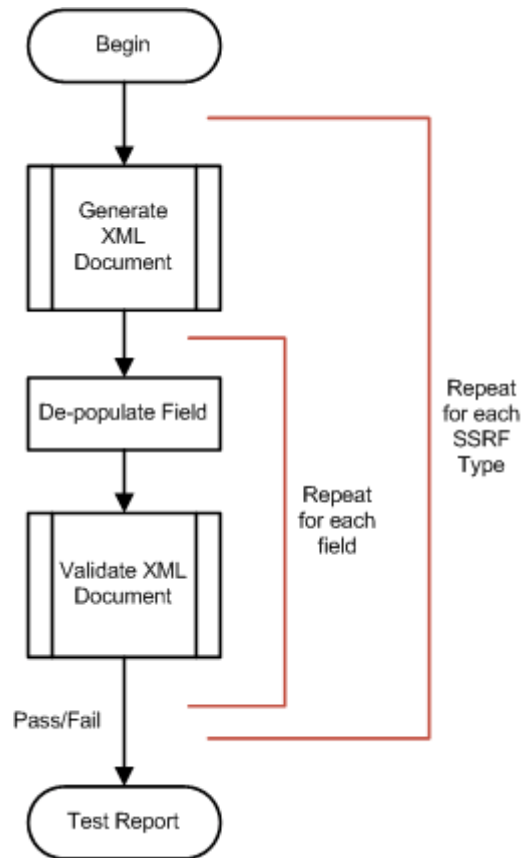 Begin
Generate
XML
Document
De-populate Field
Validate XML
Document
Pass/Fail
Test Report
Repeat
for each
field
Repeat
for each
SSRF
Type